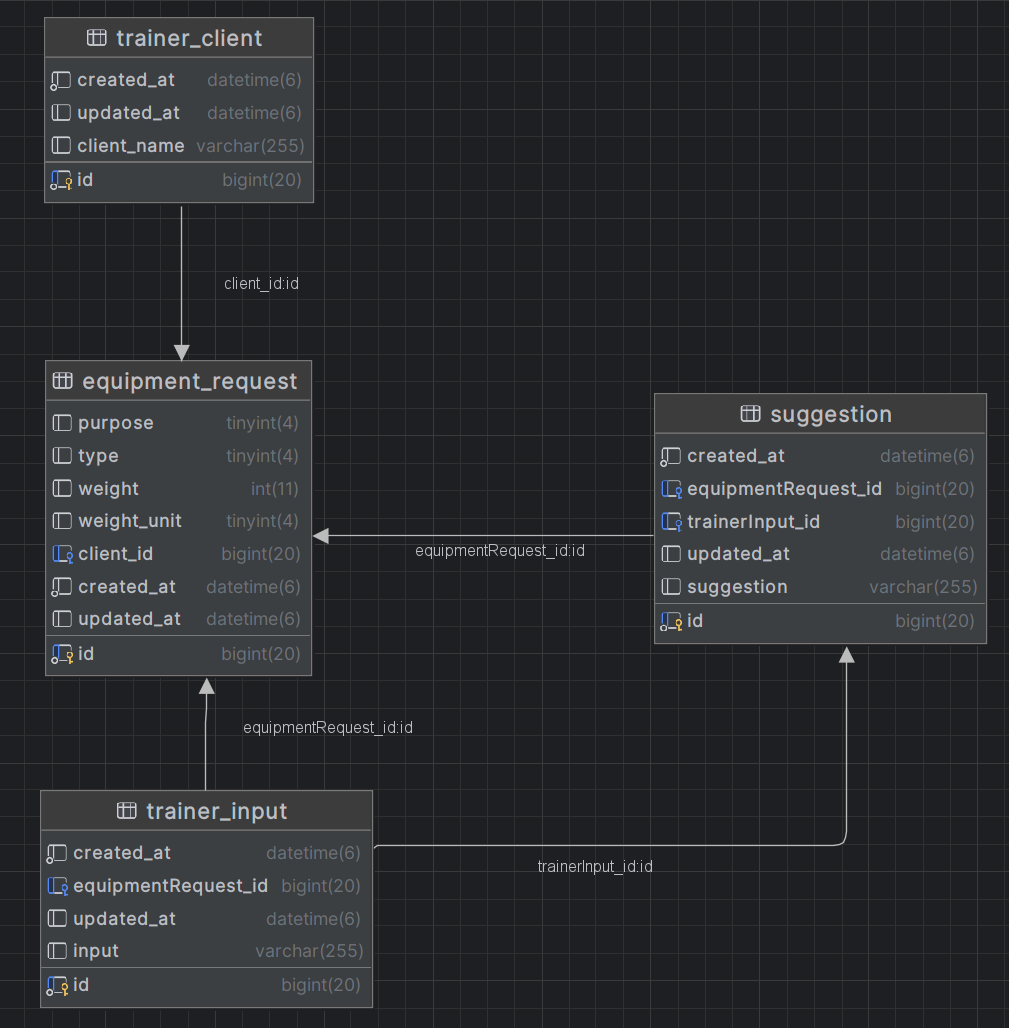 trainer_client
created_at datetime(6)
updated_at datetime(6)
client_name varchar(255)
id bigint(20)
client_id:id
equipment_request
purpose tinyint(4)
type tinyint(4)
weight int(11)
weight_unit tinyint(4)
client_id bigint(20)
created_at datetime(6)
updated_at datetime(6)
id bigint(20)
equipmentRequest_id:id
suggestion
created_at datetime(6)
equipmentRequest_id bigint(20)
trainerInput_id bigint(20)
updated_at datetime(6)
suggestion varchar(255)
id bigint(20)
equipmentRequest_id:id
trainer_input
created_at datetime(6)
equipmentRequest_id bigint(20)
updated_at datetime(6)
input varchar(255)
id bigint(20)
trainerInput_id:id